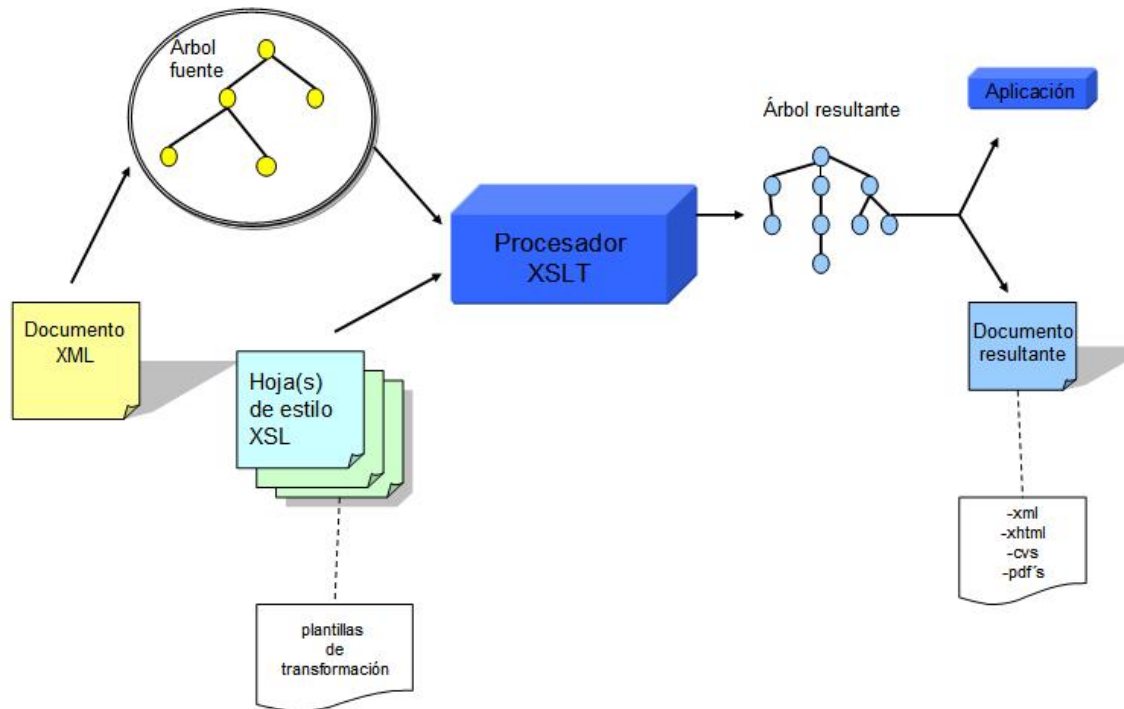 Arbol
fuente
Aplicación
Árbol resultante
Procesador
XSLT
Documento
XML
Documento
resultante
Hoja(s)
de estilo
XSL
-xml
-xhtml
-cvs
-pdf´s
plantillas
de
transformación